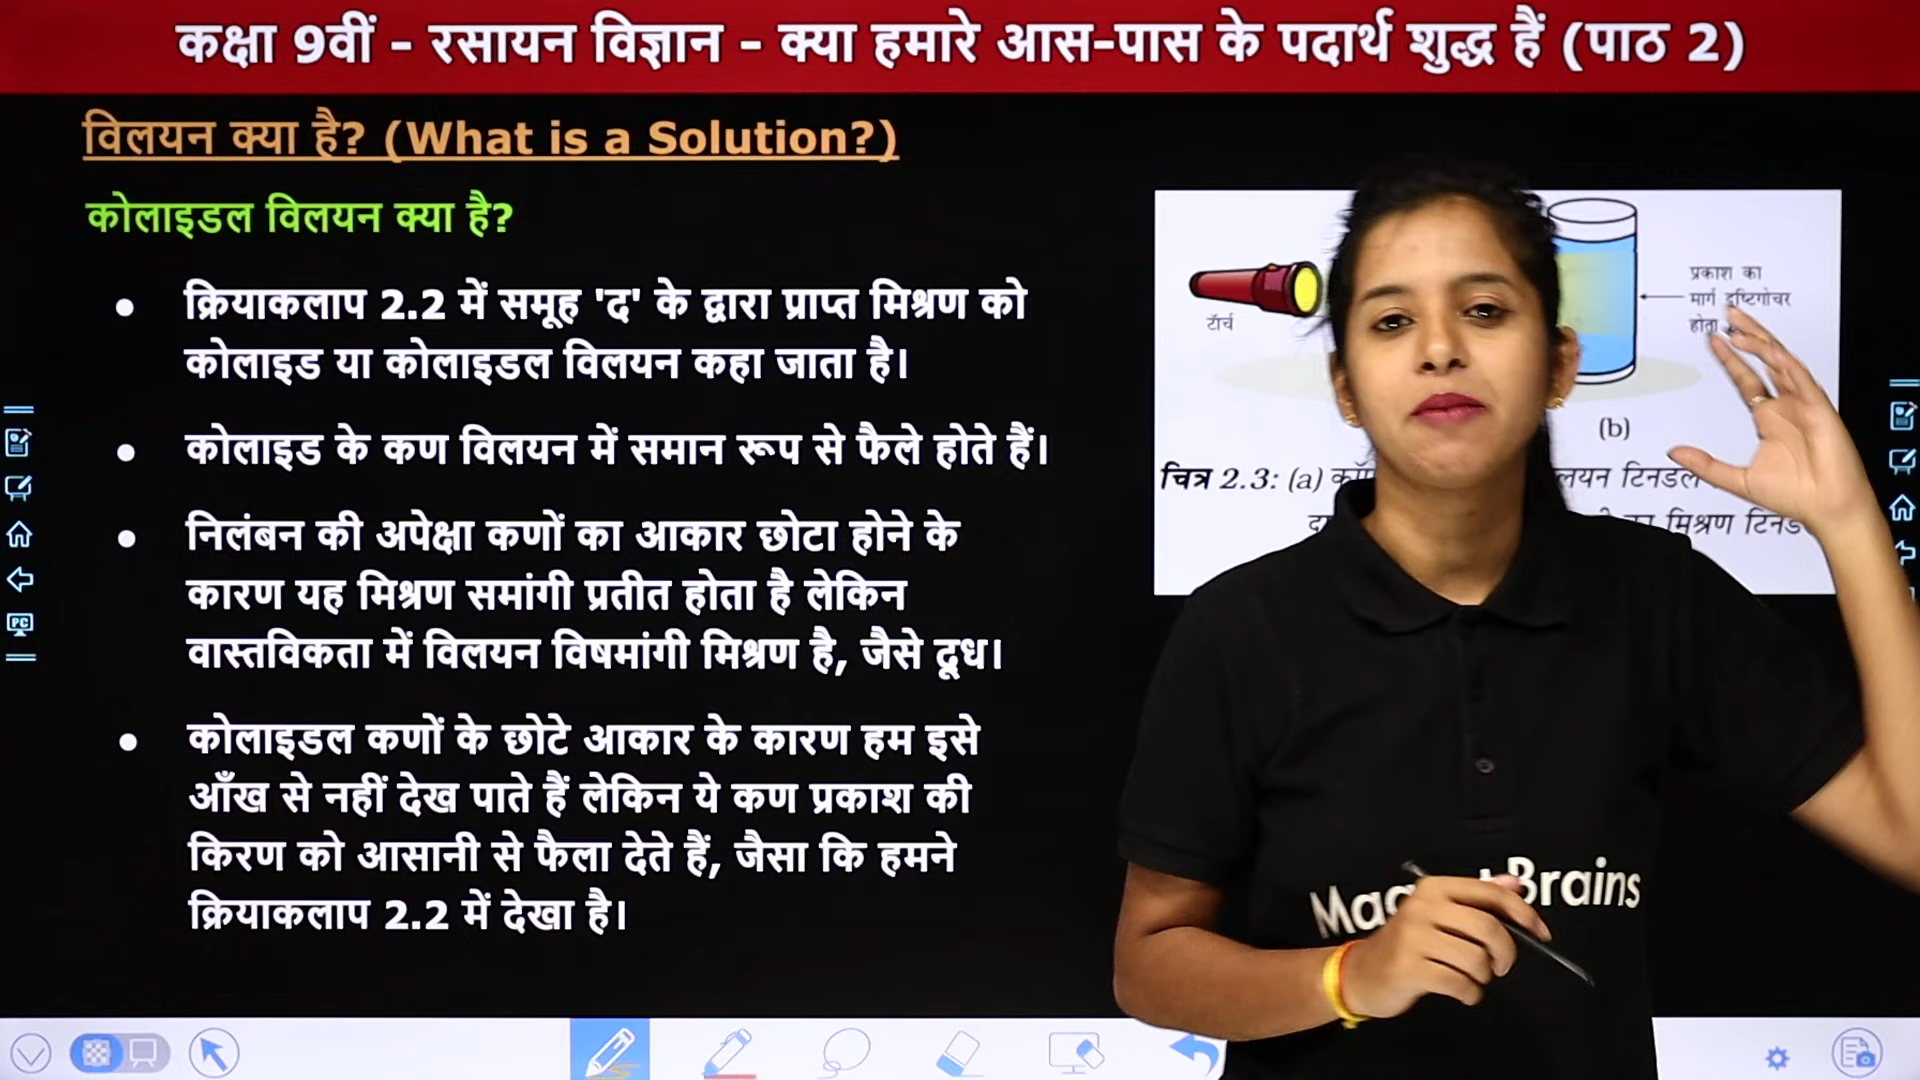 कक्षा 9वीं - रसायन विज्ञान - क्या हमारे आस-पास के पदार्थ शुद्ध हैं (पाठ 2)
विलयन क्या है? (What is a Solution?)
कोलाइडल विलयन क्या है?
• क्रियाकलाप 2.2 में समूह 'द' के द्वारा प्राप्त मिश्रण को
कोलाइड या कोलाइडल विलयन कहा जाता है।
• कोलाइड के कण विलयन में समान रूप से फैले होते हैं।
• निलंबन की अपेक्षा कणों का आकार छोटा होने के
कारण यह मिश्रण समांगी प्रतीत होता है लेकिन
वास्तविकता में विलयन विषमांगी मिश्रण है, जैसे दूध।
• कोलाइडल कणों के छोटे आकार के कारण हम इसे
आँख से नहीं देख पाते हैं लेकिन ये कण प्रकाश की
किरण को आसानी से फैला देते हैं, जैसा कि हमने
क्रियाकलाप 2.2 में देखा है।
टॉर्च
प्रकाश का
मार्ग दृष्टिगोचर
होता
(b)
चित्र 2.3: (a) टिनडल
मिश्रण
Brains
PC